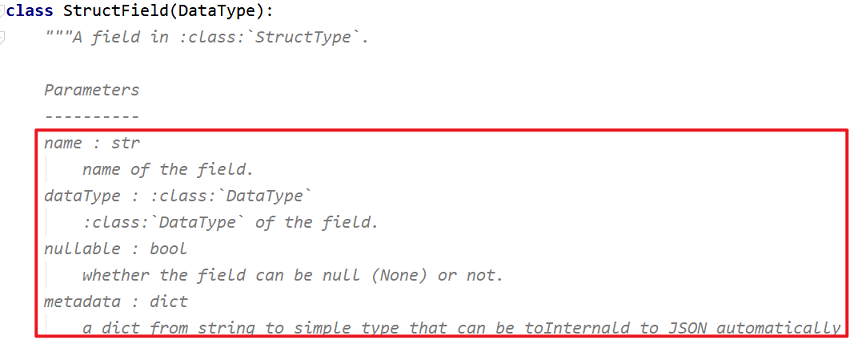 class StructField(DataType):
"""A field in :class:`StructType`.
Parameters
----------
name : str
name of the field.
dataType : :class:`DataType`
:class:`DataType` of the field.
nullable : bool
whether the field can be null (None) or not.
metadata : dict
a dict from string to simple type that can be toInternald to JSON automatically